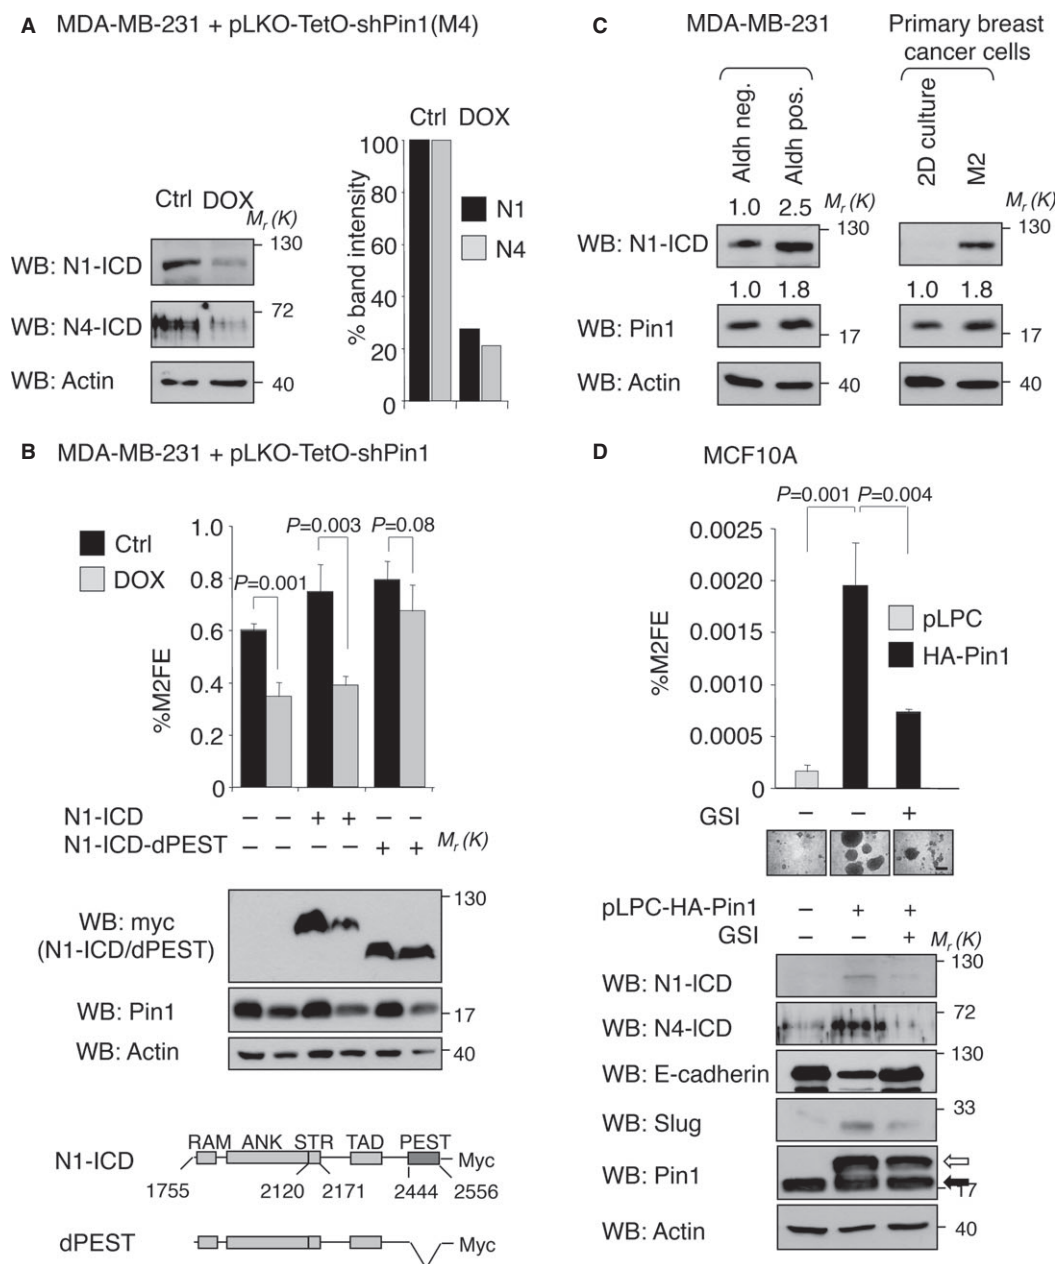 A MDA-MB-231 + pLKO-TetO-shPin1(M4)
Ctrl DOX
Mr (K)
WB: N1-ICD
130
WB: N4-ICD
72
WB: Actin
40
Ctrl DOX
% band intensity
100
80
60
40
20
0
N1
N4
B MDA-MB-231 + pLKO-TetO-shPin1
Ctrl
DOX
%M2FE
1.0
0.8
0.6
0.4
0.2
0
P=0.001
P=0.003
P=0.08
N1-ICD – – + + – –
N1-ICD-dPEST – – – – + + Mr (K)
WB: myc
(N1-ICD/dPEST)
130
WB: Pin1
17
WB: Actin
40
RAM ANK STR TAD PEST
N1-ICD Myc
1755 2120 2171 2444 2556
dPEST Myc
C MDA-MB-231 Primary breast
cancer cells
Aldh neg.
Aldh pos.
2D culture
M2
1.0 2.5 Mr (K) Mr (K)
WB: N1-ICD 130 130
1.0 1.8 1.0 1.8
WB: Pin1 17 17
WB: Actin 40 40
D MCF10A
P=0.001 P=0.004
%M2FE
0.0025
0.0020
0.0015
0.0010
0.0005
0
pLPC
HA-Pin1
GSI – – +
pLPC-HA-Pin1 – + +
GSI – – + Mr (K)
WB: N1-ICD 130
WB: N4-ICD 72
WB: E-cadherin 130
WB: Slug 33
WB: Pin1 17
WB: Actin 40